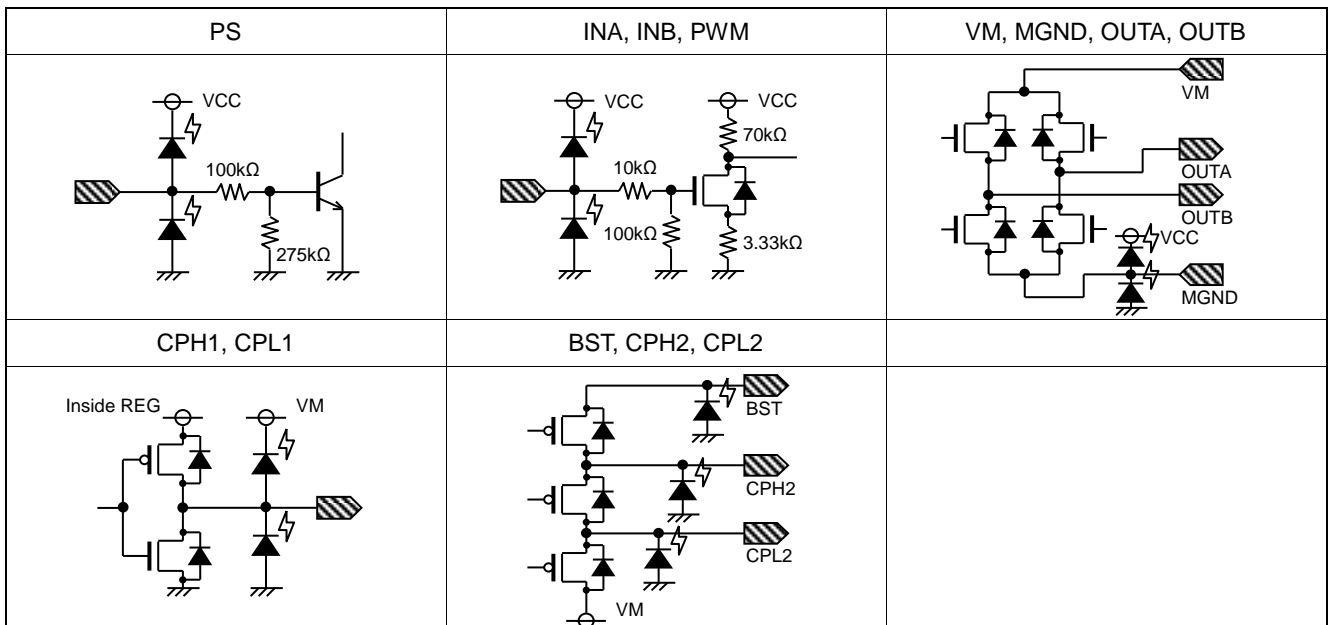 PS
INA, INB, PWM
VM, MGND, OUTA, OUTB
VCC
100kΩ
275kΩ
VCC
VCC
70kΩ
10kΩ
100kΩ
3.33kΩ
VM
OUTA
OUTB
VCC
MGND
CPH1, CPL1
BST, CPH2, CPL2
Inside REG
VM
BST
CPH2
CPL2
VM